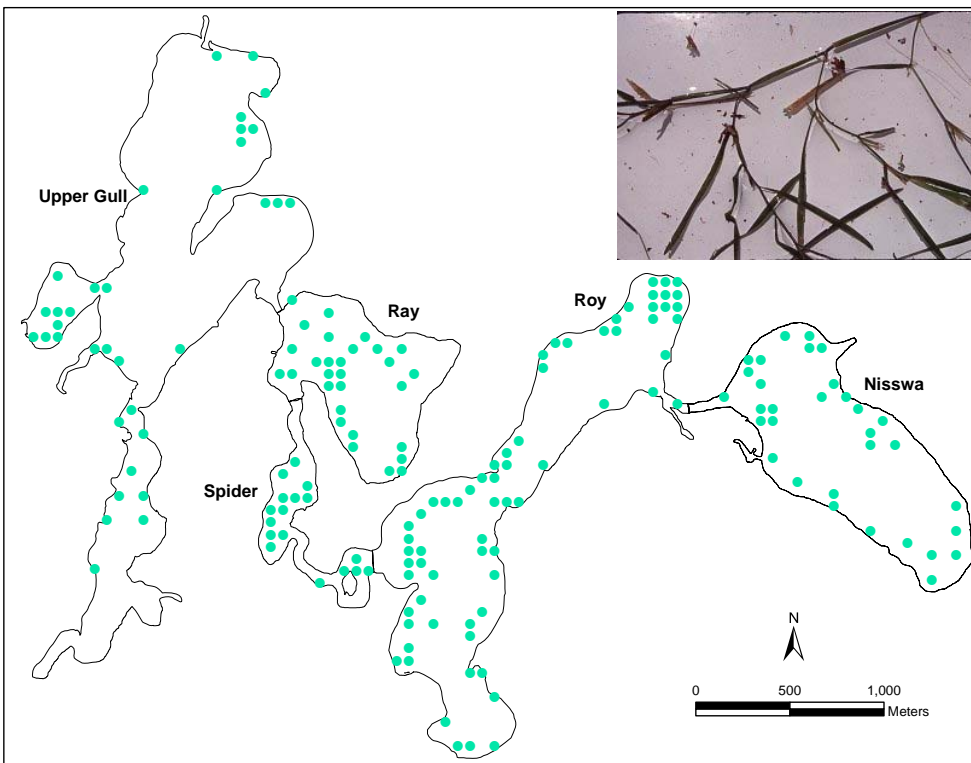 Upper Gull
Ray
Roy
Nisswa
Spider
N
0 500 1,000
Meters